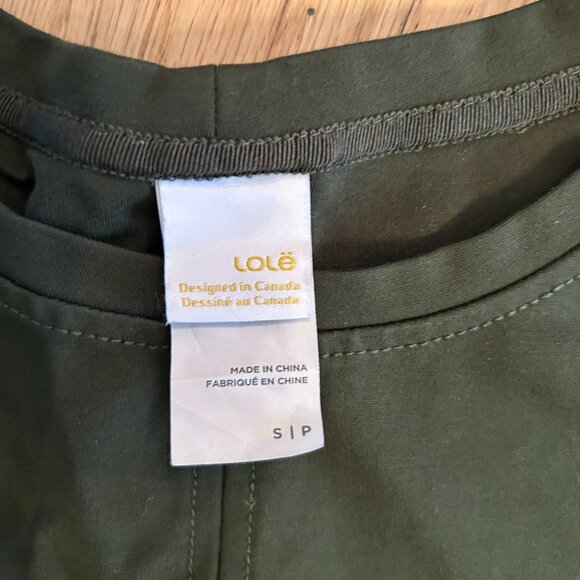 Lolë
Designed in Canada
Dessiné au Canada
MADE IN CHINA
FABRIQUÉ EN CHINE
S | P